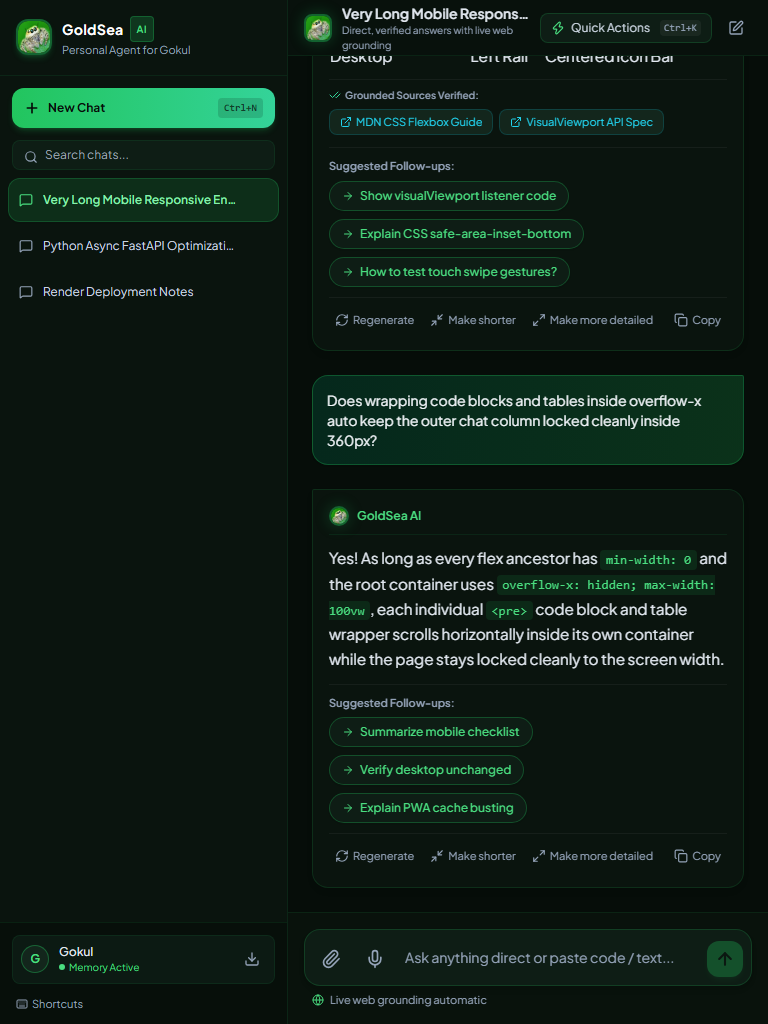 GoldSea AI
Personal Agent for Gokul
New Chat Ctrl+N
Search chats...
Very Long Mobile Responsive En...
Python Async FastAPI Optimizati...
Render Deployment Notes
G
Gokul
Memory Active
Shortcuts
Very Long Mobile Respons...
Direct, verified answers with live web
grounding
Quick Actions Ctrl+K
Desktop Left Rail Centered Icon Bar
Grounded Sources Verified:
MDN CSS Flexbox Guide VisualViewport API Spec
Suggested Follow-ups:
Show visualViewport listener code
Explain CSS safe-area-inset-bottom
How to test touch swipe gestures?
Regenerate Make shorter Make more detailed Copy
Does wrapping code blocks and tables inside overflow-x
auto keep the outer chat column locked cleanly inside
360px?
GoldSea AI
Yes! As long as every flex ancestor has min-width: 0 and
the root container uses overflow-x: hidden; max-width:
100vw, each individual <pre> code block and table
wrapper scrolls horizontally inside its own container
while the page stays locked cleanly to the screen width.
Suggested Follow-ups:
Summarize mobile checklist
Verify desktop unchanged
Explain PWA cache busting
Regenerate Make shorter Make more detailed Copy
Ask anything direct or paste code / text...
Live web grounding automatic